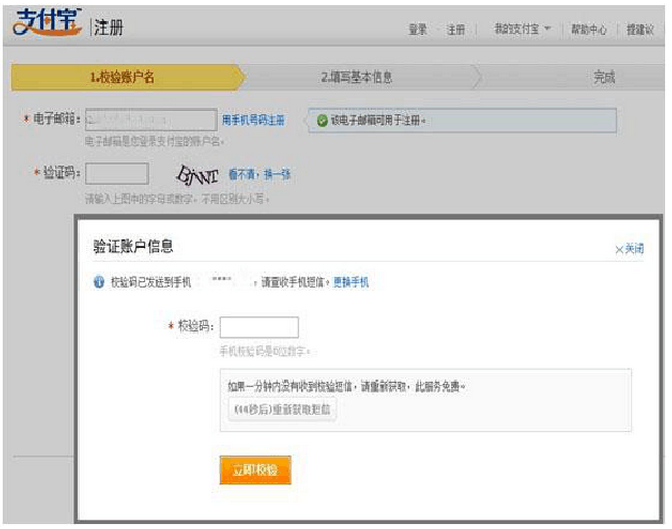 支付宝 | 注册
登录 注册 我的支付宝 帮助中心 提建议
1.校验账户名 2.填写基本信息 完成
* 电子邮箱: 用手机号码注册 该电子邮箱可用于注册。
电子邮箱是您登录支付宝的账户名。
* 验证码: 看不清,换一张
请输入上图中的字母或数字,不用区别大小写。
验证账户信息 ×关闭
校验码已发送到手机 ****,请查收手机短信。更换手机
* 校验码:
手机校验码是6位数字。
如果一分钟内没有收到校验短信,请重新获取,此服务免费。
(44秒后)重新获取短信
立即校验